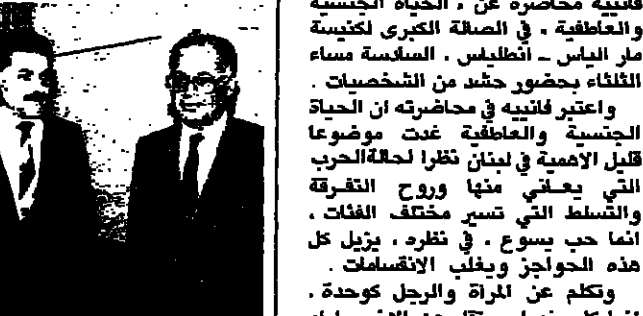 فانييه محاضرة عن « الحياة الجنسية
والعاطفية » في الصالة الكبرى لكنيسة
مار الياس – انطلياس ، السادسة مساء
الثلثاء بحضور حشد من الشخصيات .
واعتبر فانييه في محاضرته ان الحياة
الجنسية والعاطفية غدت موضوعا
قليل الاهمية في لبنان نظرا لحالة الحرب
التي يعاني منها وروح التفرقة
والتسلط التي تسير مختلف الفئات ،
انما حب يسوع ، في نظره ، يزيل كل
هذه الحواجز ويغلب الانقسامات .
وتكلم عن المراة والرجل كوحدة ،